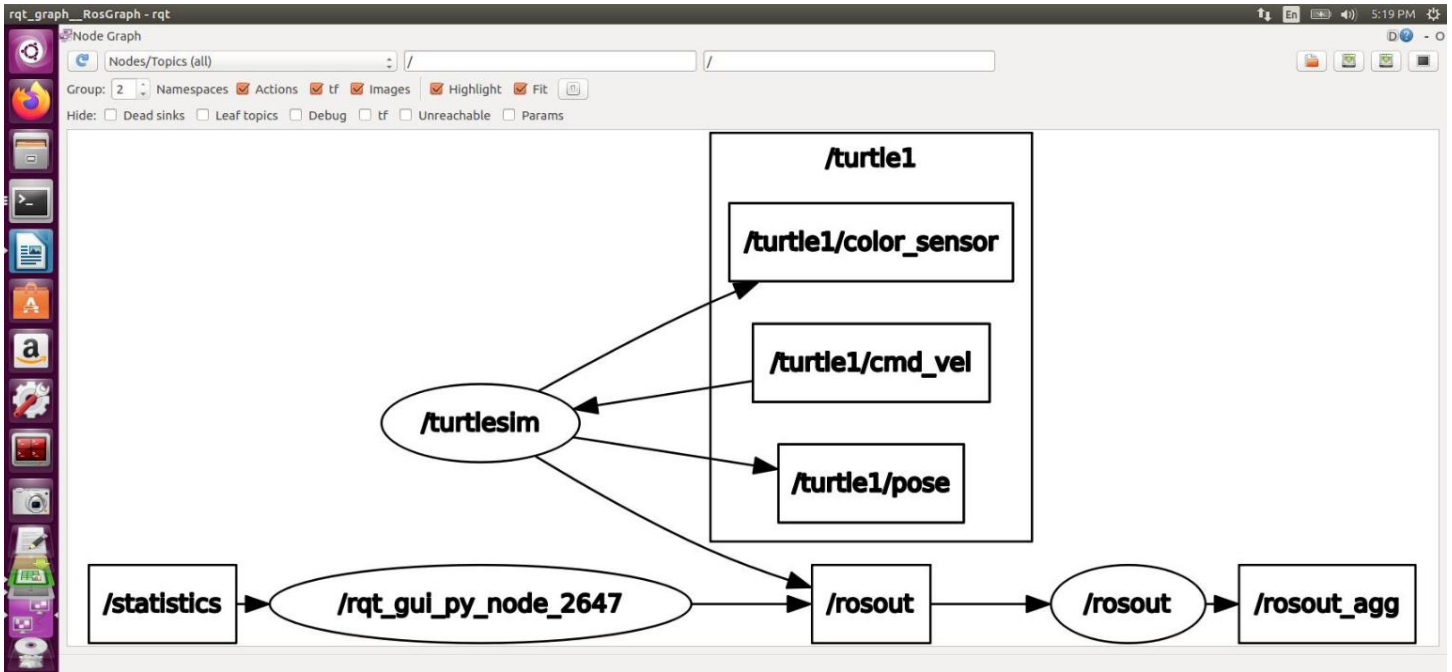 rqt_graph__RosGraph - rqt
En
5:19 PM
Node Graph
D
- O
Nodes/Topics (all)
/
/
Group: 2 Namespaces Actions tf Images Highlight Fit
Hide: Dead sinks Leaf topics Debug tf Unreachable Params
/turtle1
/turtle1/color_sensor
/turtle1/cmd_vel
/turtlesim
/turtle1/pose
/statistics
/rqt_gui_py_node_2647
/rosout
/rosout
/rosout_agg